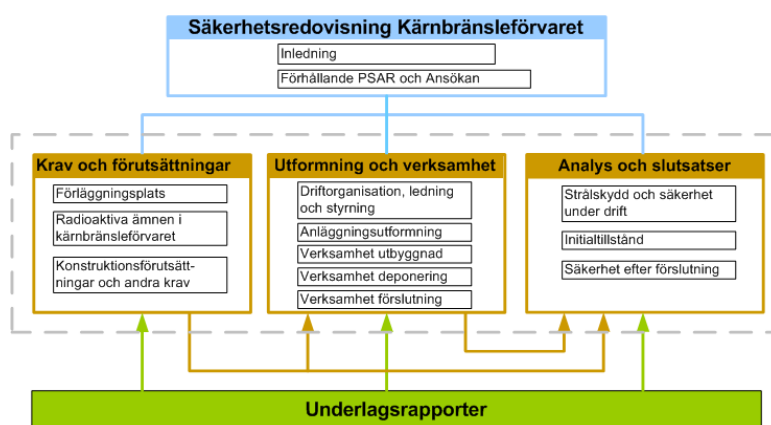 Säkerhetsredovisning Kärnbränsleförvaret
Inledning
Förhållande PSAR och Ansökan
Krav och förutsättningar
Förläggningsplats
Radioaktiva ämnen i
kärnbränsleförvaret
Konstruktionsförutsätt-
ningar och andra krav
Utformning och verksamhet
Driftorganisation, ledning
och styrning
Anläggningsutformning
Verksamhet utbyggnad
Verksamhet deponering
Verksamhet förslutning
Analys och slutsatser
Strålskydd och säkerhet
under drift
Initialtillstånd
Säkerhet efter förslutning
Underlagsrapporter